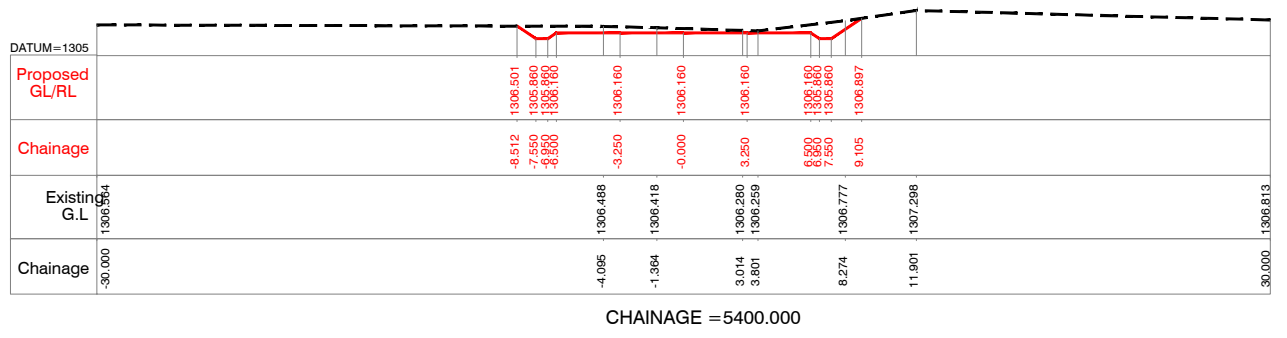 DATUM=1305
Proposed
GL/RL
1306.501 1305.860 1305.860 1306.160 1306.160 1306.160 1306.160 1306.160 1305.860 1305.860 1306.897
Chainage
-8.512 -7.550 -6.950 -6.500 -3.250 -0.000 3.250 6.500 6.950 7.550 9.105
Existing
G.L
1306.564 1306.488 1306.418 1306.280 1306.259 1306.777 1307.298 1306.813
Chainage
-30.000 -4.095 -1.364 3.014 3.801 8.274 11.901 30.000
CHAINAGE =5400.000